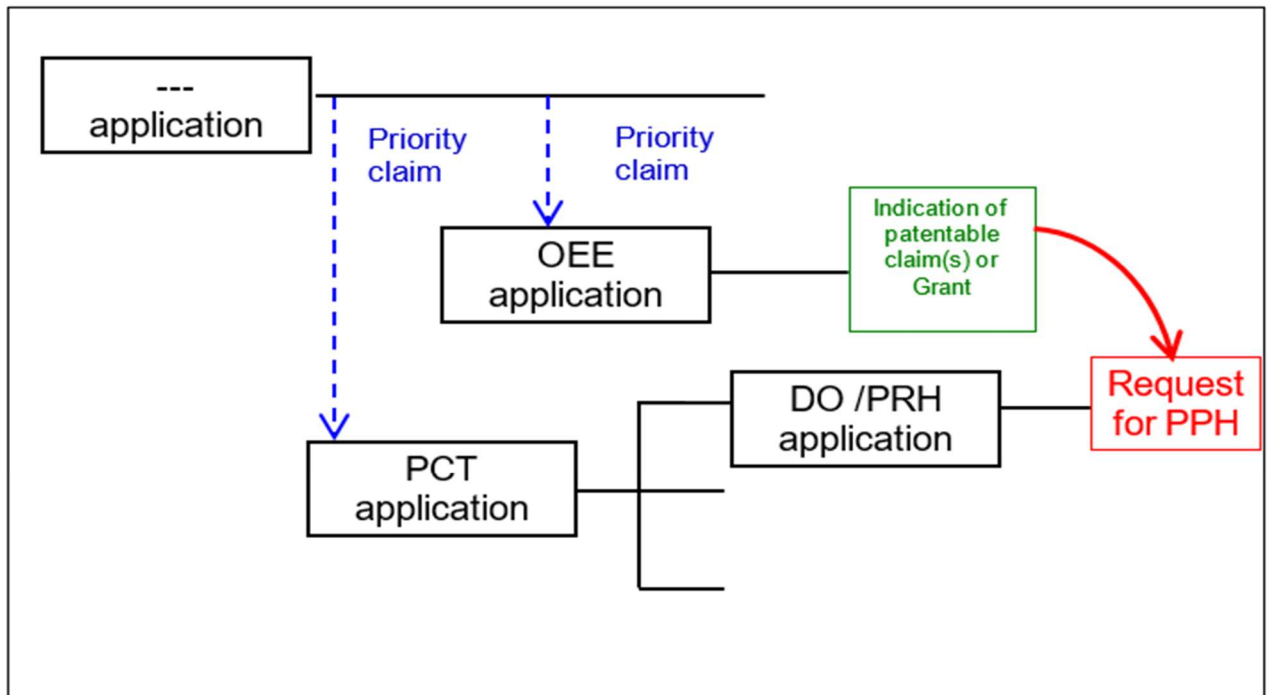 ---
application
Priority
claim
Priority
claim
OEE
application
Indication of
patentable
claim(s) or
Grant
DO /PRH
application
Request
for PPH
PCT
application